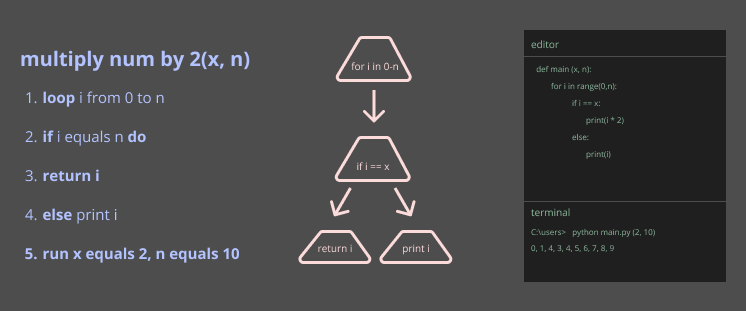 multiply num by 2(x, n)
1. loop i from 0 to n
2. if i equals n do
3. return i
4. else print i
5. run x equals 2, n equals 10
for i in 0-n
if i == x
return i
print i
editor
def main (x, n):
for i in range(0,n):
if i == x:
print(i * 2)
else:
print(i)
terminal
C:\users> python main.py (2, 10)
0, 1, 4, 3, 4, 5, 6, 7, 8, 9